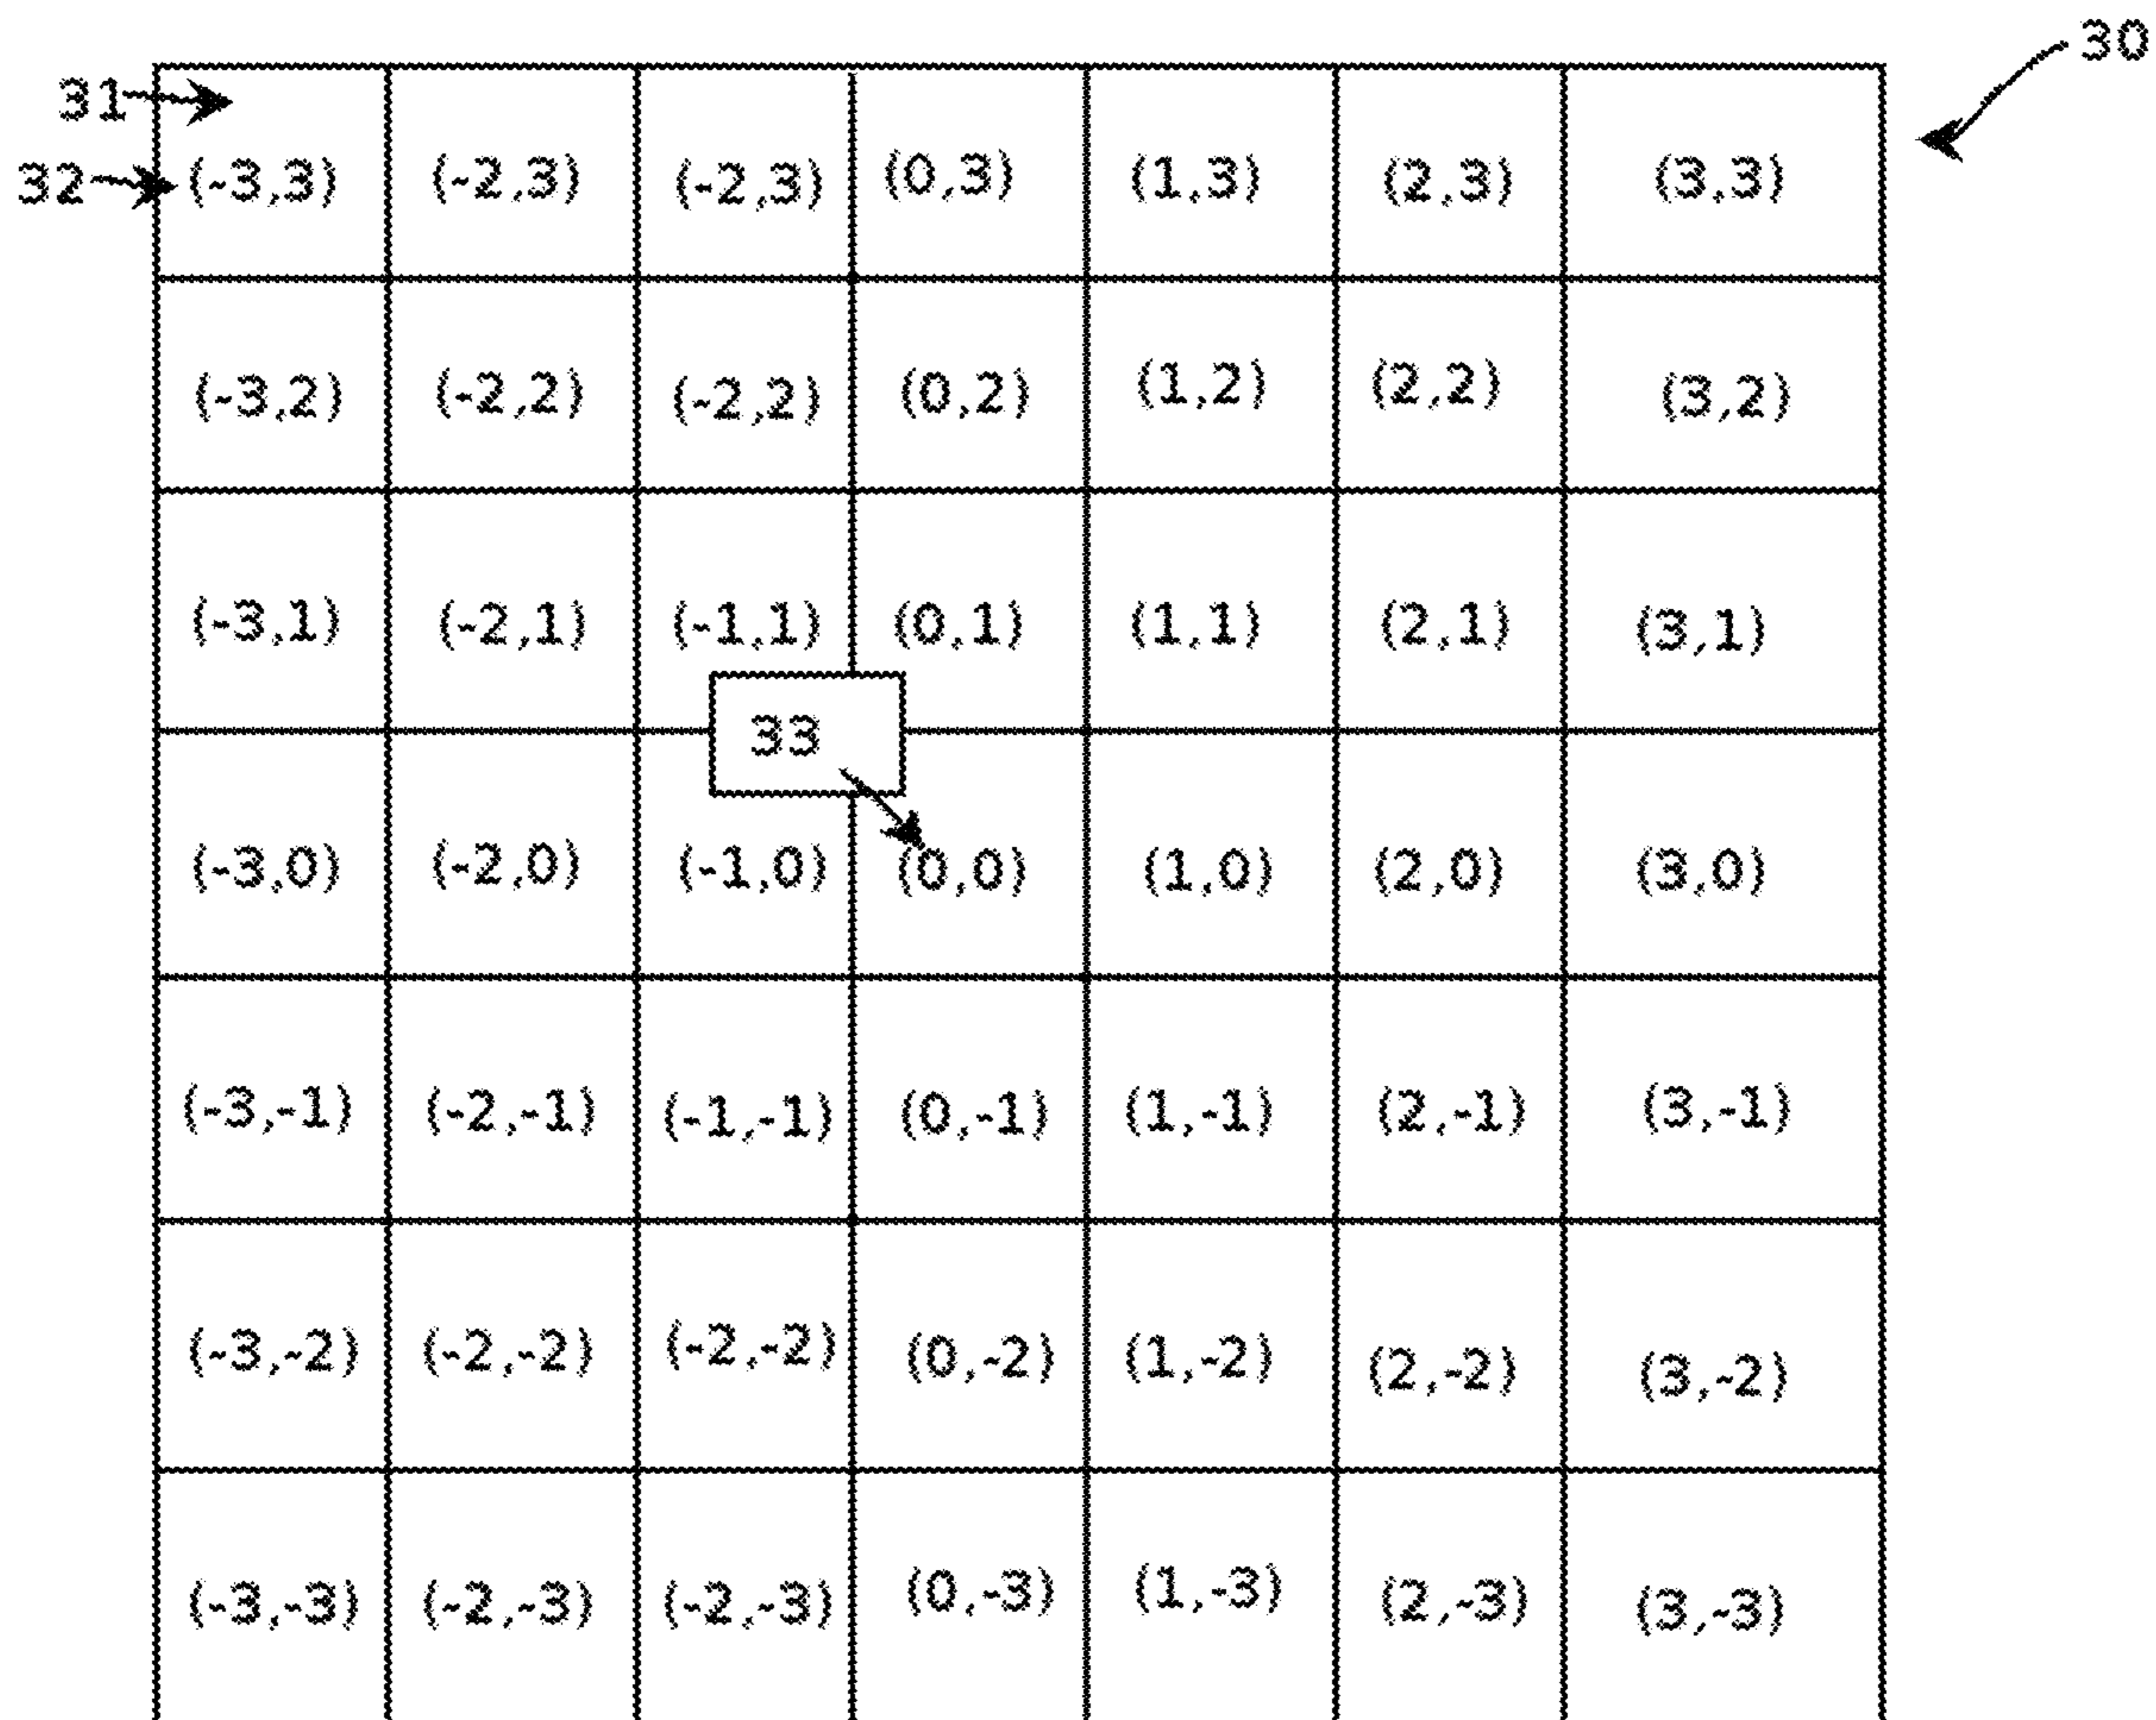 30
31
32 (-3,3) (-2,3) (-2,3) (0,3) (1,3) (2,3) (3,3)
(-3,2) (-2,2) (-2,2) (0,2) (1,2) (2,2) (3,2)
(-3,1) (-2,1) (-1,1) (0,1) (1,1) (2,1) (3,1)
33
(-3,0) (-2,0) (-1,0) (0,0) (1,0) (2,0) (3,0)
(-3,-1) (-2,-1) (-1,-1) (0,-1) (1,-1) (2,-1) (3,-1)
(-3,-2) (-2,-2) (-2,-2) (0,-2) (1,-2) (2,-2) (3,-2)
(-3,-3) (-2,-3) (-2,-3) (0,-3) (1,-3) (2,-3) (3,-3)